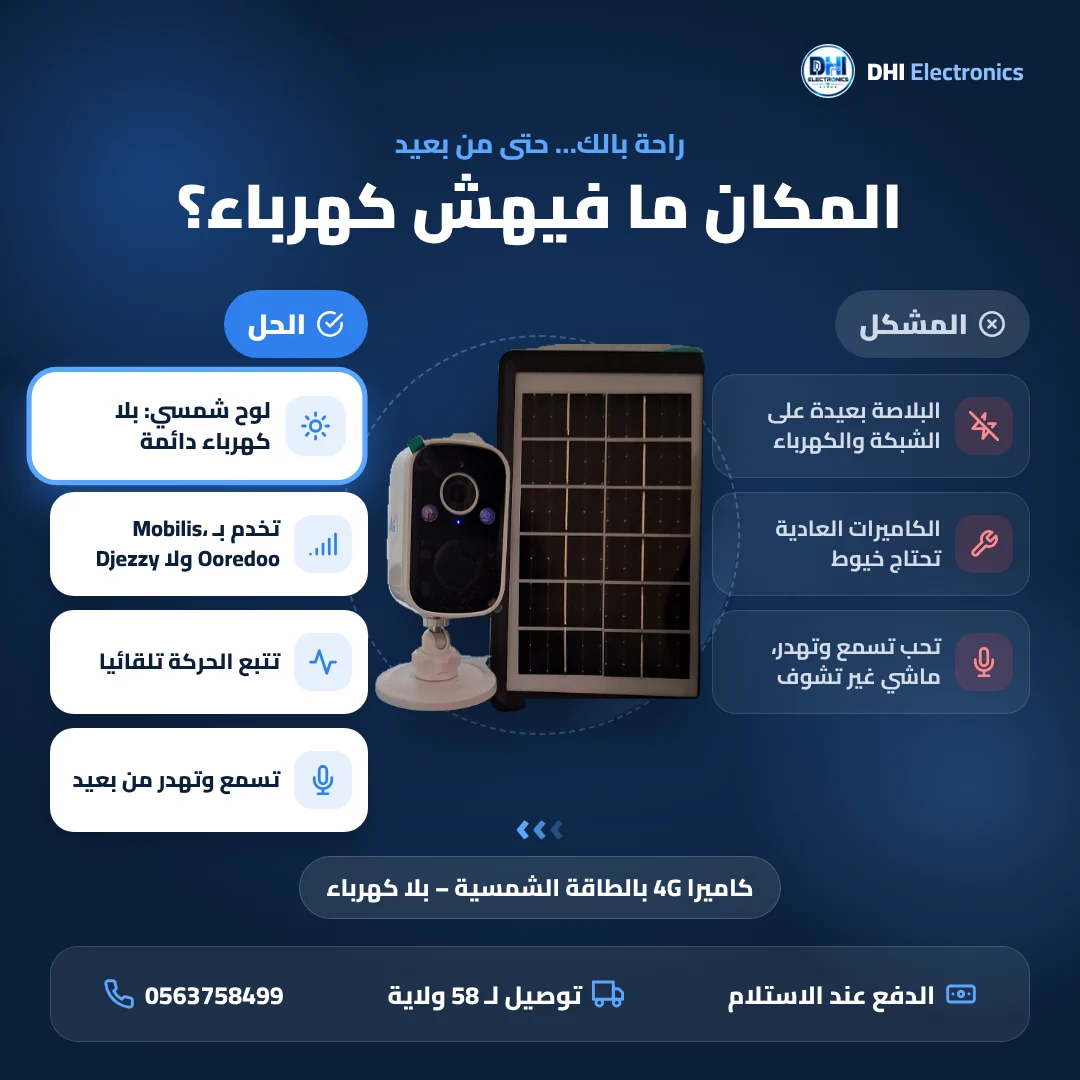 DHI ELECTRONICS STORE
DHI Electronics
راحة بالك... حتى من بعيد
المكان ما فيهش كهرباء؟
المشكل
البلاصة بعيدة على
الشبكة والكهرباء
الكاميرات العادية
تحتاج خيوط
تحب تسمع وتهدر،
ماشي غير تشوف
الحل
لوح شمسي: بلا
كهرباء دائمة
تخدم بـ Mobilis،
Ooredoo ولا Djezzy
تتبع الحركة تلقائيا
تسمع وتهدر من بعيد
كاميرا 4G بالطاقة الشمسية – بلا كهرباء
الدفع عند الاستلام
توصيل لـ 58 ولاية
0563758499